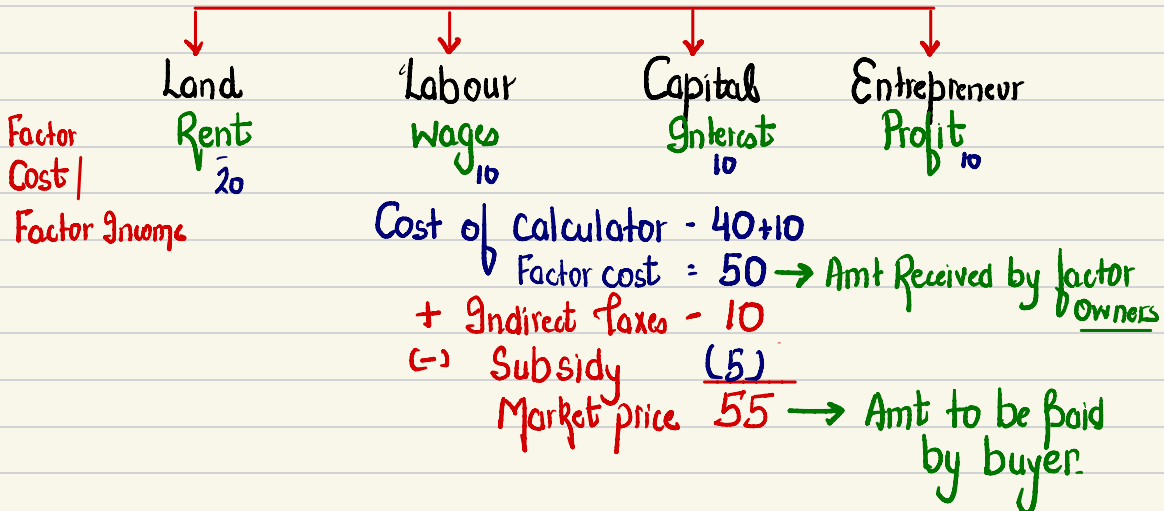 Land Labour Capital Entrepreneur
Factor Rent Wages Interest Profit
Cost/ 20 10 10 10
Factor Income Cost of Calculator - 40+10
Factor cost = 50 → Amt Received by factor
owners
+ Indirect Taxes - 10
(-) Subsidy (5)
Market price 55 → Amt to be Paid
by buyer.